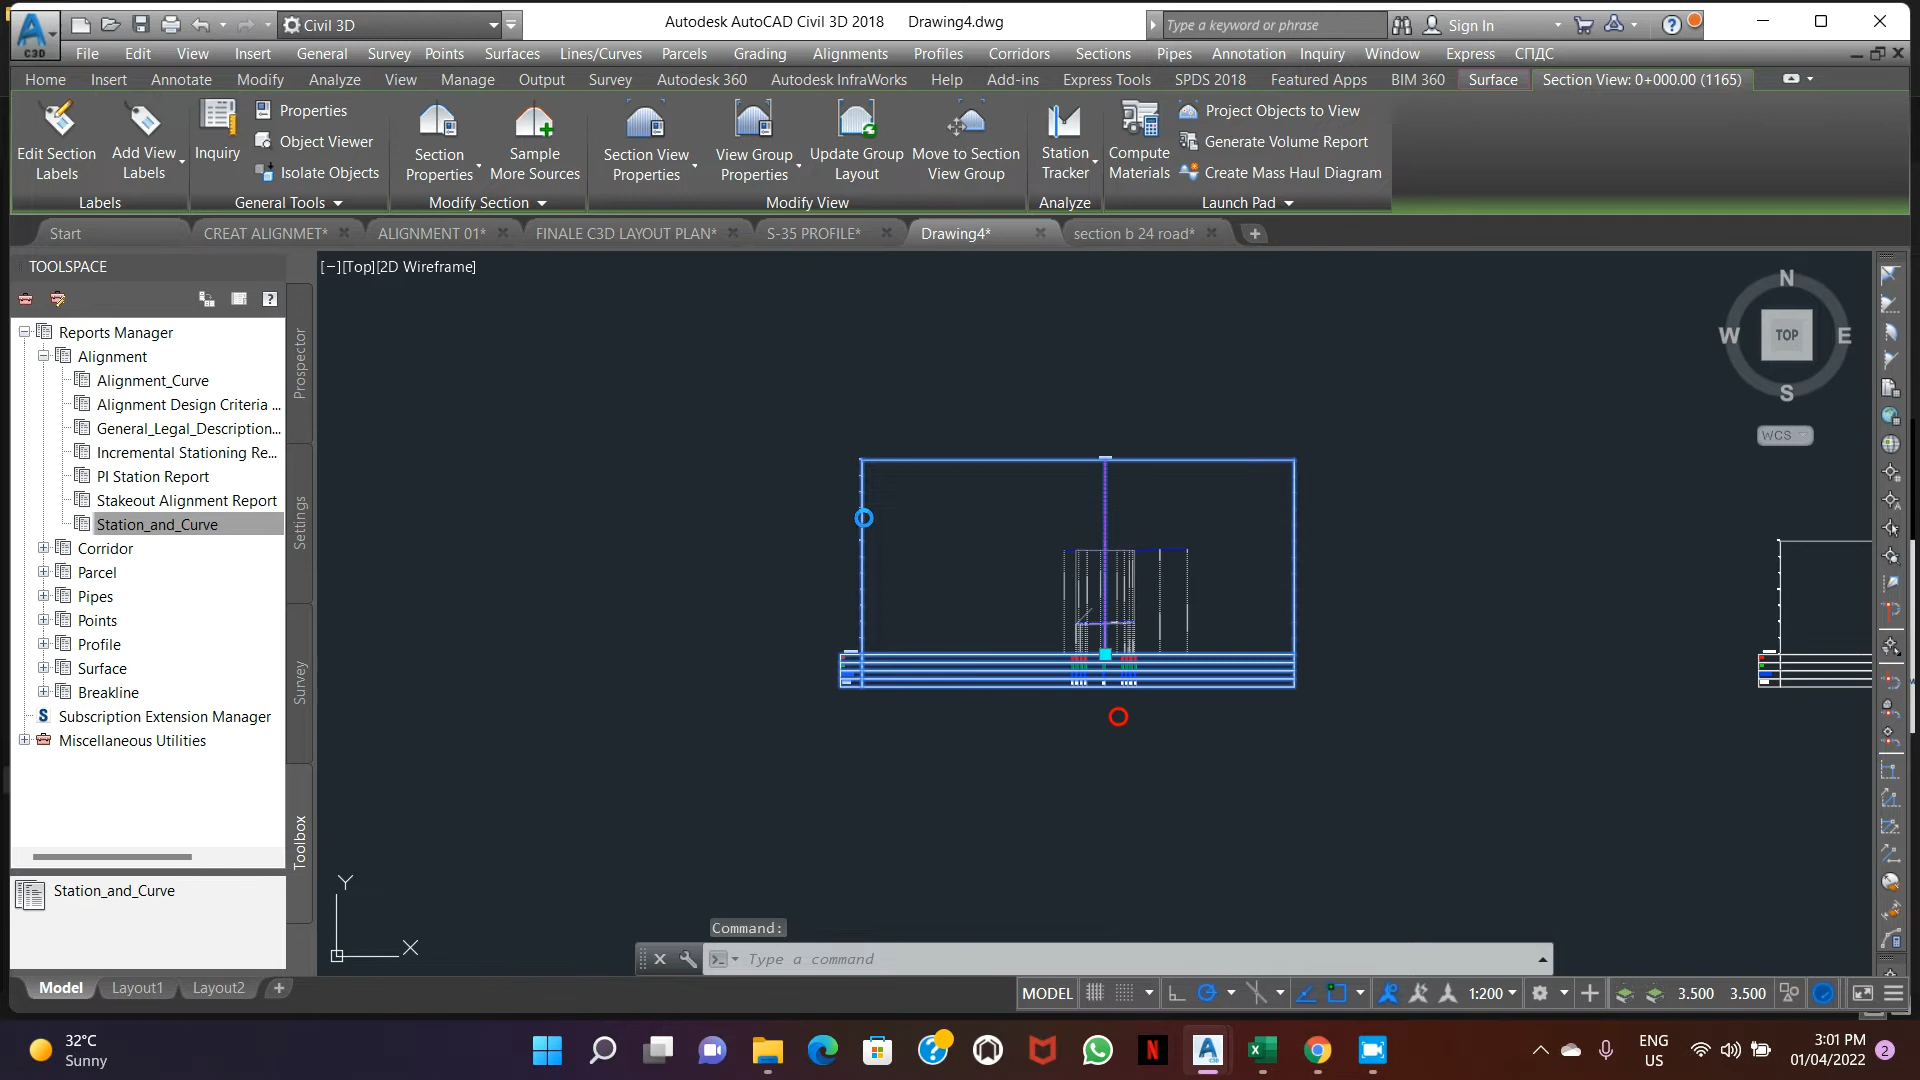 Civil 3D
Autodesk AutoCAD Civil 3D 2018 Drawing4.dwg
Type a keyword or phrase
Sign In
C3D
File Edit View Insert General Survey Points Surfaces Lines/Curves Parcels Grading Alignments Profiles Corridors Sections Pipes Annotation Inquiry Window Express СПДС
Home Insert Annotate Modify Analyze View Manage Output Survey Autodesk 360 Autodesk InfraWorks Help Add-ins Express Tools SPDS 2018 Featured Apps BIM 360 Surface Section View: 0+000.00 (1165)
Edit Section Labels
Add View Labels
Labels
Inquiry
Properties
Object Viewer
Isolate Objects
General Tools
Section Properties
Sample More Sources
Modify Section
Section View Properties
View Group Properties
Update Group Layout
Move to Section View Group
Modify View
Station Tracker
Analyze
Compute Materials
Project Objects to View
Generate Volume Report
Create Mass Haul Diagram
Launch Pad
Start CREAT ALIGNMET* ALIGNMENT 01* FINALE C3D LAYOUT PLAN* S-35 PROFILE* Drawing4* section b 24 road*
TOOLSPACE
Reports Manager
Alignment
Alignment_Curve
Alignment Design Criteria ...
General_Legal_Description...
Incremental Stationing Re...
PI Station Report
Stakeout Alignment Report
Station_and_Curve
Corridor
Parcel
Pipes
Points
Profile
Surface
Breakline
Subscription Extension Manager
Miscellaneous Utilities
Station_and_Curve
Prospector
Settings
Survey
Toolbox
[−][Top][2D Wireframe]
N
W TOP E
S
WCS
Y
X
Command:
Type a command
Model Layout1 Layout2
MODEL 1:200 3.500 3.500
32°C
Sunny
ENG
US
3:01 PM
01/04/2022
2